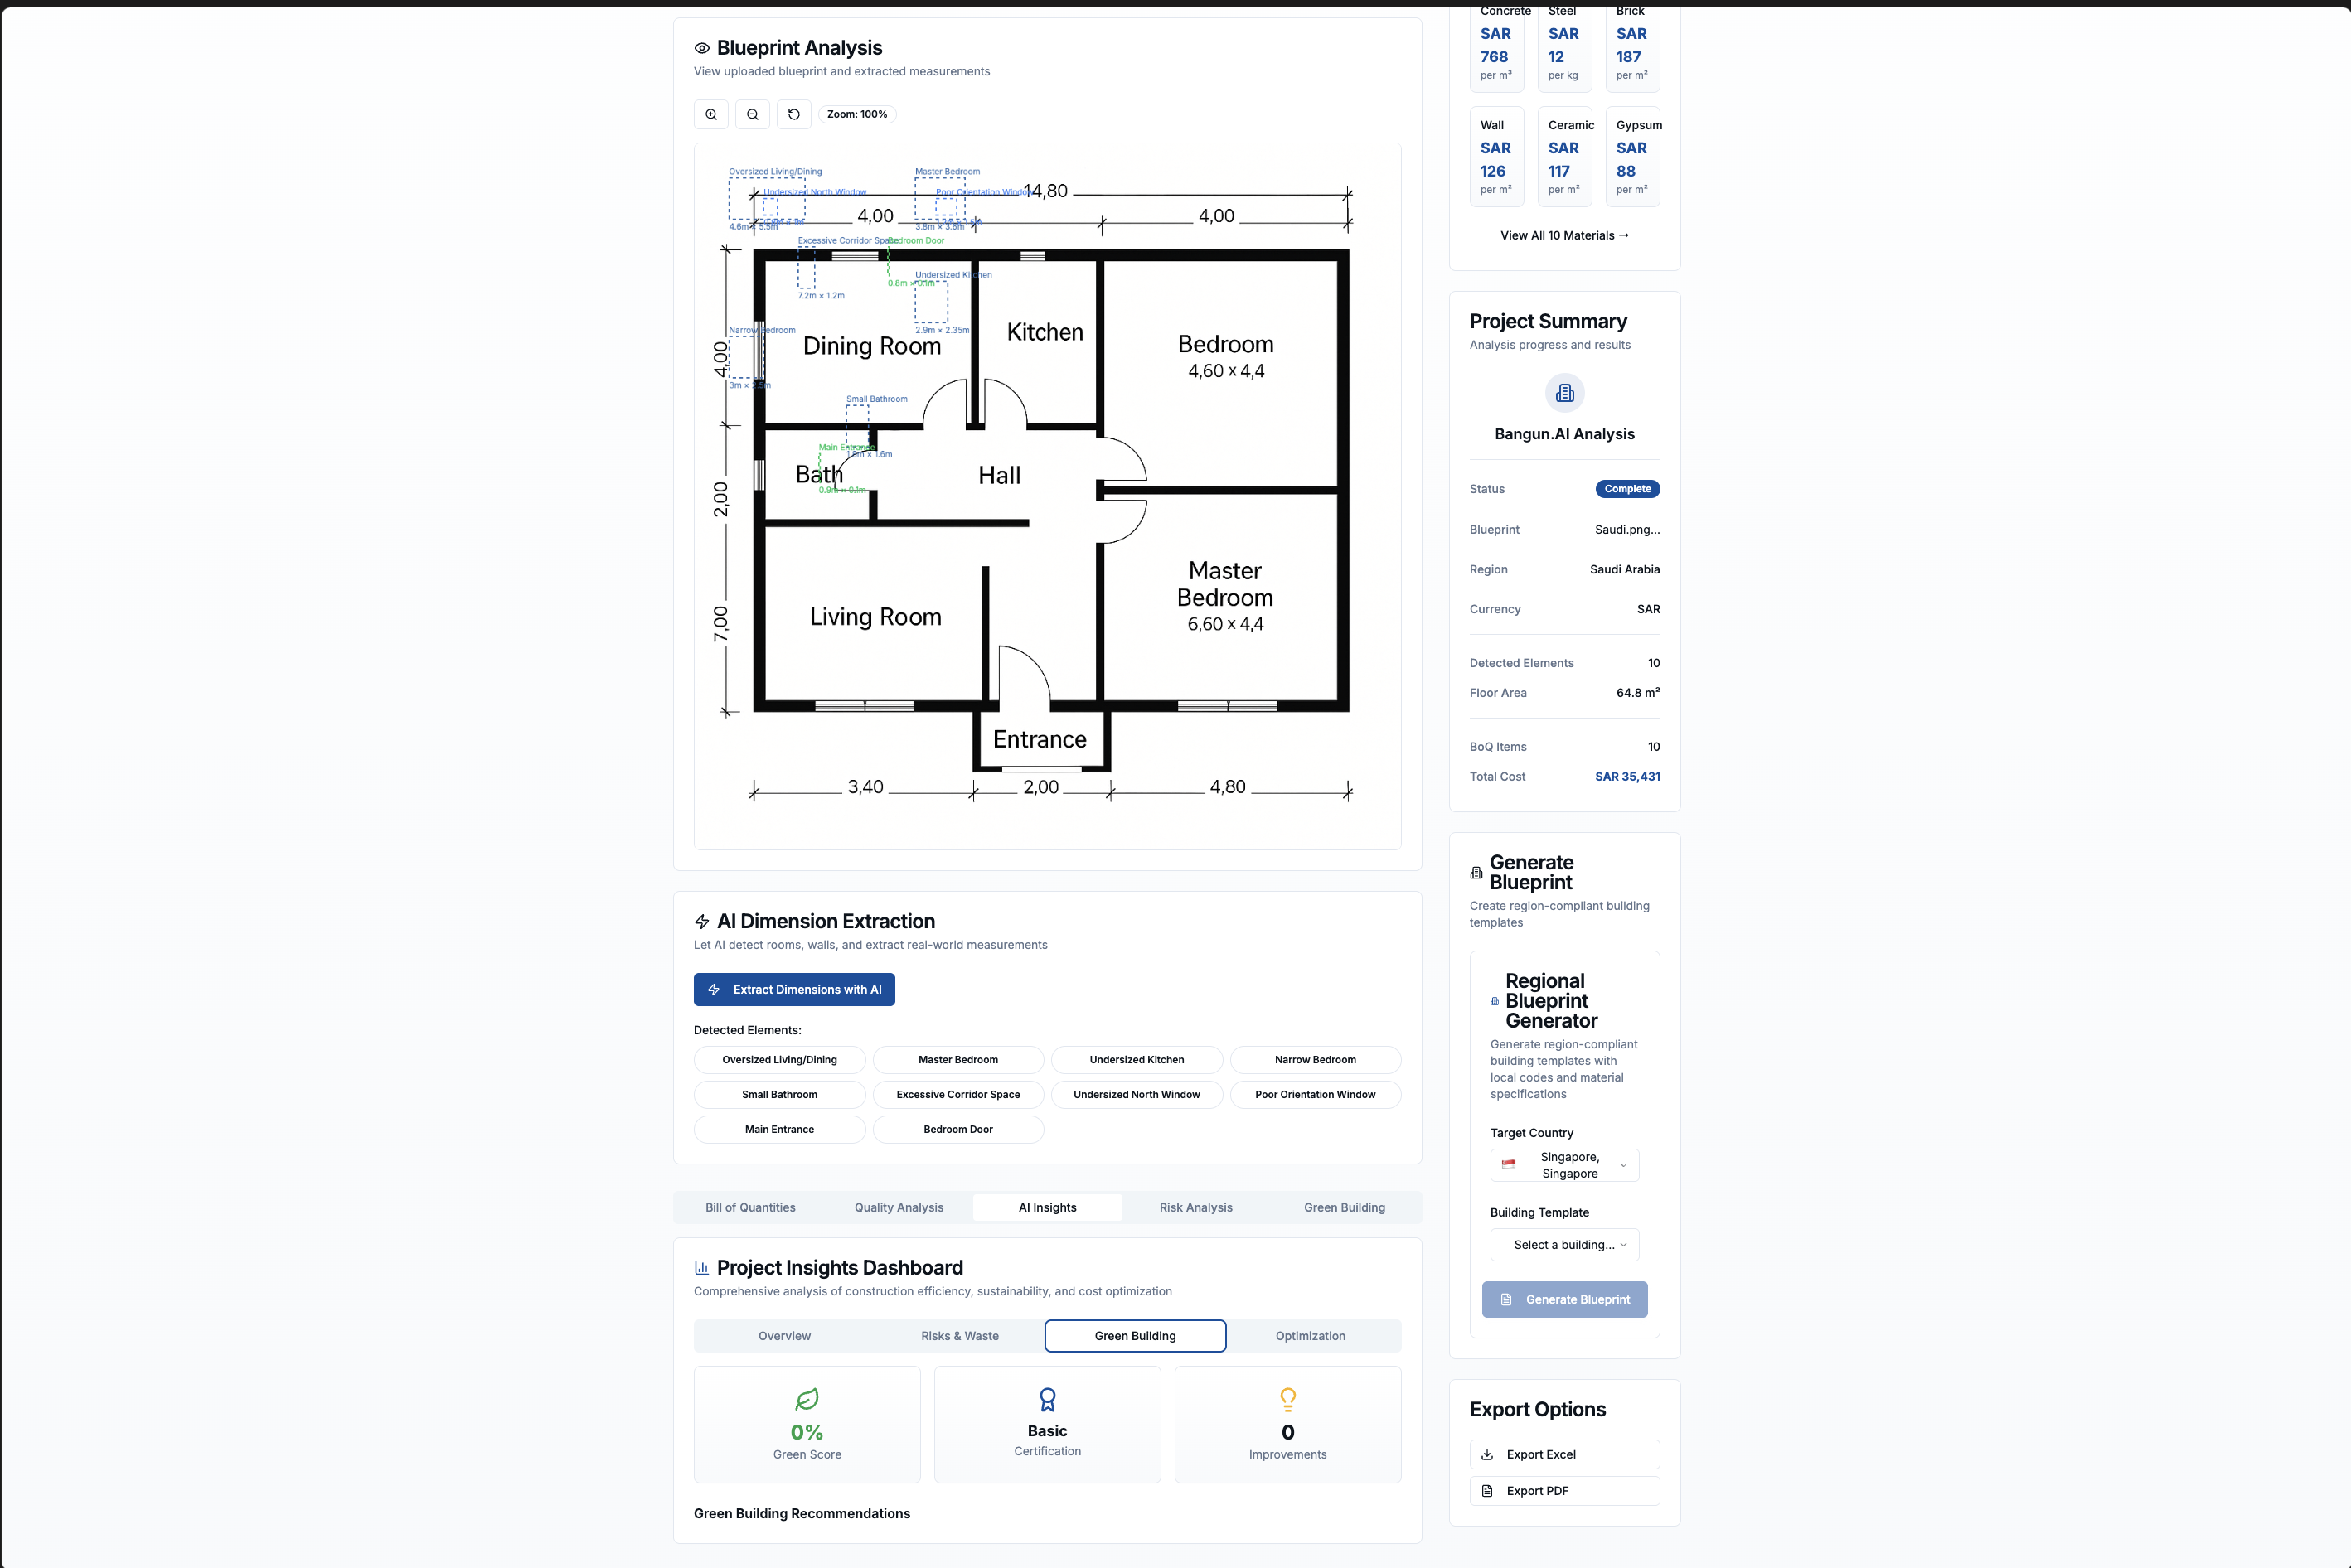 Blueprint Analysis
View uploaded blueprint and extracted measurements
Zoom: 100%
Oversized Living/Dining
Master Bedroom
Undersized North Window
Poor Orientation Window
14,80
4,00
4,00
4.6m × 5.5m
3.8m × 3.6m
Excessive Corridor Space
Bedroom Door
Undersized Kitchen
0.8m × 0.1m
7.2m × 1.2m
2.9m × 2.35m
Narrow Bedroom
Dining Room
Kitchen
Bedroom
4,60 x 4,4
4,00
Small Bathroom
Main Entrance
1.8m × 1.6m
Bath
Hall
0.9m × 0.1m
2,00
Master
Bedroom
6,60 x 4,4
Living Room
7,00
Entrance
3,40
2,00
4,80
AI Dimension Extraction
Let AI detect rooms, walls, and extract real-world measurements
Extract Dimensions with AI
Detected Elements:
Oversized Living/Dining
Master Bedroom
Undersized Kitchen
Narrow Bedroom
Small Bathroom
Excessive Corridor Space
Undersized North Window
Poor Orientation Window
Main Entrance
Bedroom Door
Bill of Quantities
Quality Analysis
AI Insights
Risk Analysis
Green Building
Project Insights Dashboard
Comprehensive analysis of construction efficiency, sustainability, and cost optimization
Overview
Risks & Waste
Green Building
Optimization
0%
Green Score
Basic
Certification
0
Improvements
Green Building Recommendations
Concrete
SAR
768
per m³
Steel
SAR
12
per kg
Brick
SAR
187
per m²
Wall
SAR
126
per m²
Ceramic
SAR
117
per m²
Gypsum
SAR
88
per m²
View All 10 Materials →
Project Summary
Analysis progress and results
Bangun.AI Analysis
Status Complete
Blueprint Saudi.png...
Region Saudi Arabia
Currency SAR
Detected Elements 10
Floor Area 64.8 m²
BoQ Items 10
Total Cost SAR 35,431
Generate
Blueprint
Create region-compliant building
templates
Regional
Blueprint
Generator
Generate region-compliant
building templates with
local codes and material
specifications
Target Country
Singapore,
Singapore
Building Template
Select a building...
Generate Blueprint
Export Options
Export Excel
Export PDF